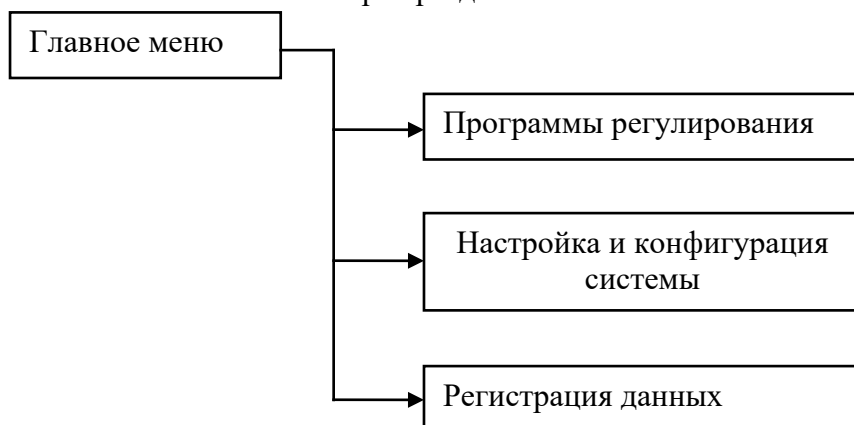 Главное меню
Программы регулирования
Настройка и конфигурация
системы
Регистрация данных